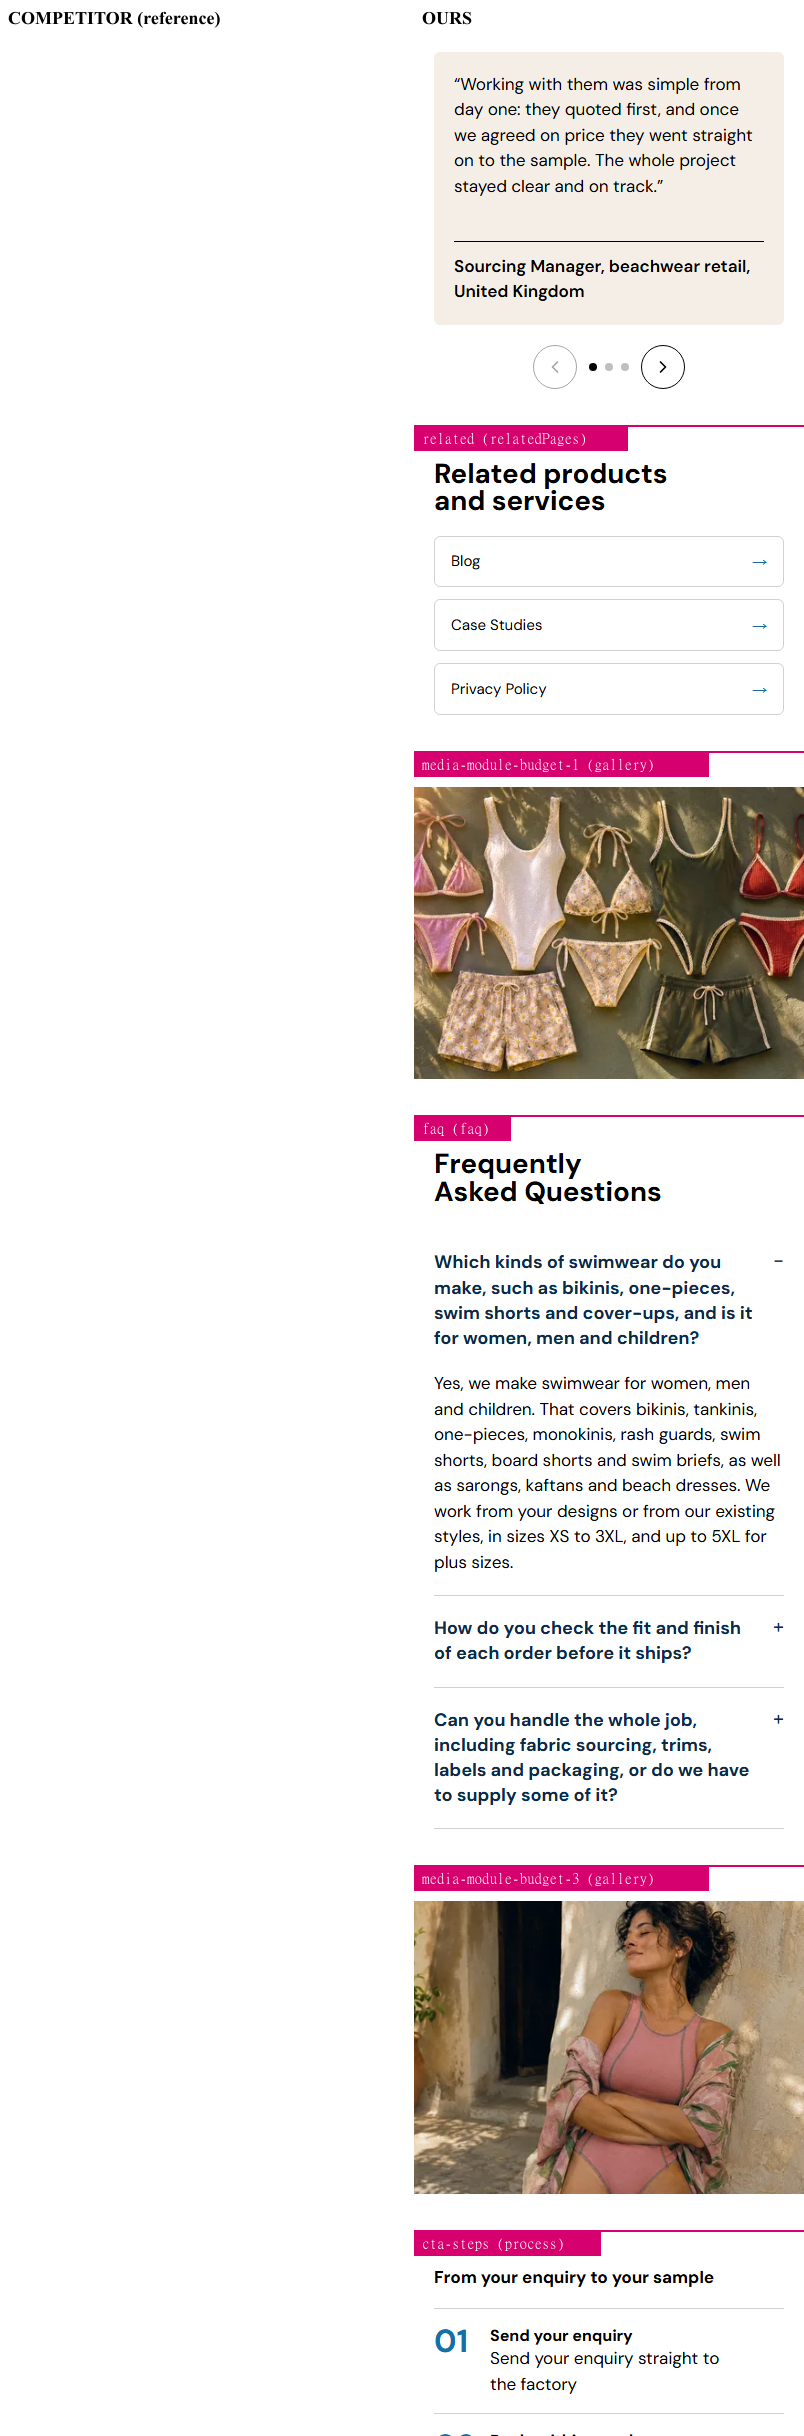 COMPETITOR (reference)
OURS
“Working with them was simple from
day one: they quoted first, and once
we agreed on price they went straight
on to the sample. The whole project
stayed clear and on track.”
Sourcing Manager, beachwear retail,
United Kingdom
related (relatedPages)
Related products
and services
Blog →
Case Studies →
Privacy Policy →
media-module-budget-1 (gallery)
faq (faq)
Frequently
Asked Questions
Which kinds of swimwear do you −
make, such as bikinis, one-pieces,
swim shorts and cover-ups, and is it
for women, men and children?
Yes, we make swimwear for women, men
and children. That covers bikinis, tankinis,
one-pieces, monokinis, rash guards, swim
shorts, board shorts and swim briefs, as well
as sarongs, kaftans and beach dresses. We
work from your designs or from our existing
styles, in sizes XS to 3XL, and up to 5XL for
plus sizes.
How do you check the fit and finish +
of each order before it ships?
Can you handle the whole job, +
including fabric sourcing, trims,
labels and packaging, or do we have
to supply some of it?
media-module-budget-3 (gallery)
cta-steps (process)
From your enquiry to your sample
01 Send your enquiry
Send your enquiry straight to
the factory